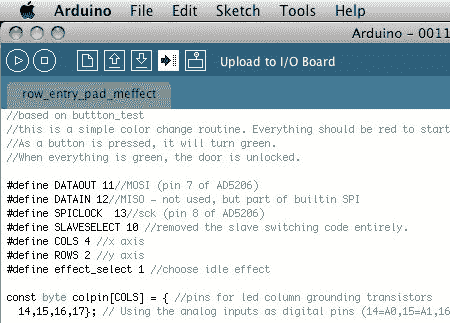 Arduino File Edit Sketch Tools Help
Arduino - 0011
Upload to I/O Board
row_entry_pad_meffect
//based on buttton_test
//this is a simple color change routine. Everything should be red to start
//As a button is pressed, it will turn green.
//When everything is green, the door is unlocked.
#define DATAOUT 11//MOSI (pin 7 of AD5206)
#define DATAIN 12//MISO - not used, but part of builtin SPI
#define SPICLOCK  13//sck (pin 8 of AD5206)
#define SLAVESELECT 10 //removed the slave switching code entirely.
#define COLS 4 //x axis
#define ROWS 2 //y axis
#define effect_select 1 //choose idle effect
const byte colpin[COLS] = { //pins for led column grounding transistors
14,15,16,17}; // Using the analog inputs as digital pins (14=A0,15=A1,16